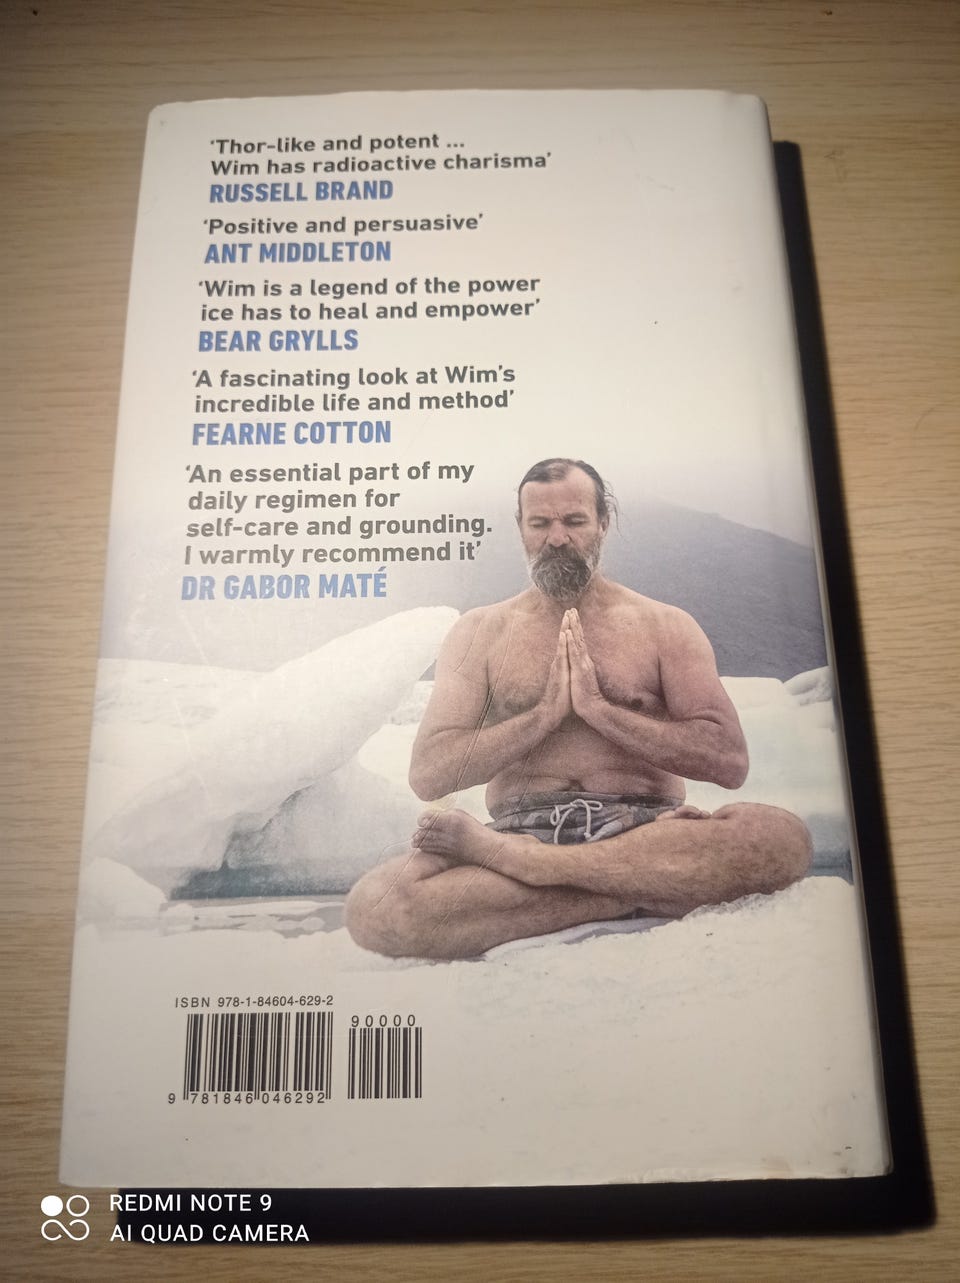 'Thor-like and potent ...
Wim has radioactive charisma'
RUSSELL BRAND
'Positive and persuasive'
ANT MIDDLETON
'Wim is a legend of the power
ice has to heal and empower'
BEAR GRYLLS
'A fascinating look at Wim's
incredible life and method'
FEARNE COTTON
'An essential part of my
daily regimen for
self-care and grounding.
I warmly recommend it'
DR GABOR MATÉ
ISBN 978-1-84604-629-2
90000
9 781846 046292
REDMI NOTE 9
AI QUAD CAMERA